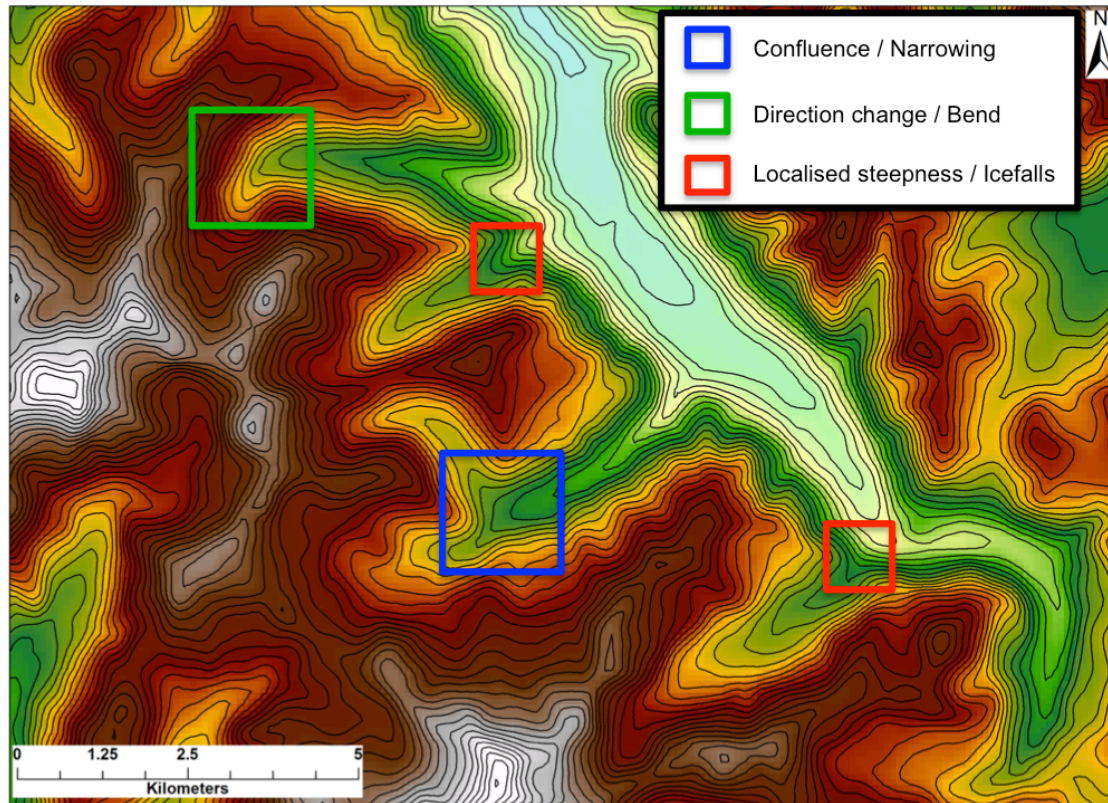 N
Confluence / Narrowing
Direction change / Bend
Localised steepness / Icefalls
0 1.25 2.5 5
Kilometers